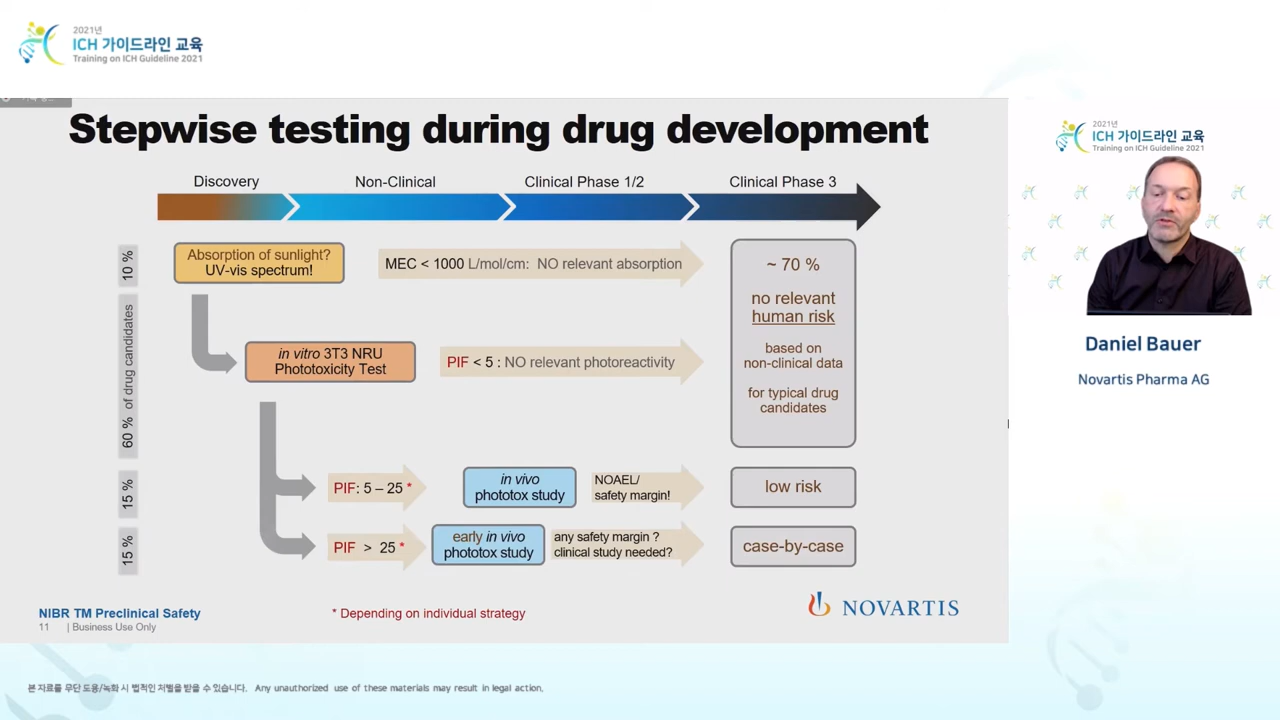 2021년
ICH 가이드라인 교육
Training on ICH Guideline 2021
Stepwise testing during drug development
Discovery
Non-Clinical
Clinical Phase 1/2
Clinical Phase 3
10 %
Absorption of sunlight?
UV-vis spectrum!
MEC < 1000 L/mol/cm: NO relevant absorption
60 % of drug candidates
in vitro 3T3 NRU
Phototoxicity Test
PIF < 5 : NO relevant photoreactivity
~ 70 %
no relevant
human risk
based on
non-clinical data
for typical drug
candidates
15 %
PIF: 5 – 25 *
in vivo
phototox study
NOAEL/
safety margin!
low risk
15 %
PIF > 25 *
early in vivo
phototox study
any safety margin ?
clinical study needed?
case-by-case
NIBR TM Preclinical Safety
11 | Business Use Only
* Depending on individual strategy
NOVARTIS
2021년
ICH 가이드라인 교육
Training on ICH Guideline 2021
Daniel Bauer
Novartis Pharma AG
본 자료를 무단 도용/녹화 시 법적인 처벌을 받을 수 있습니다. Any unauthorized use of these materials may result in legal action.